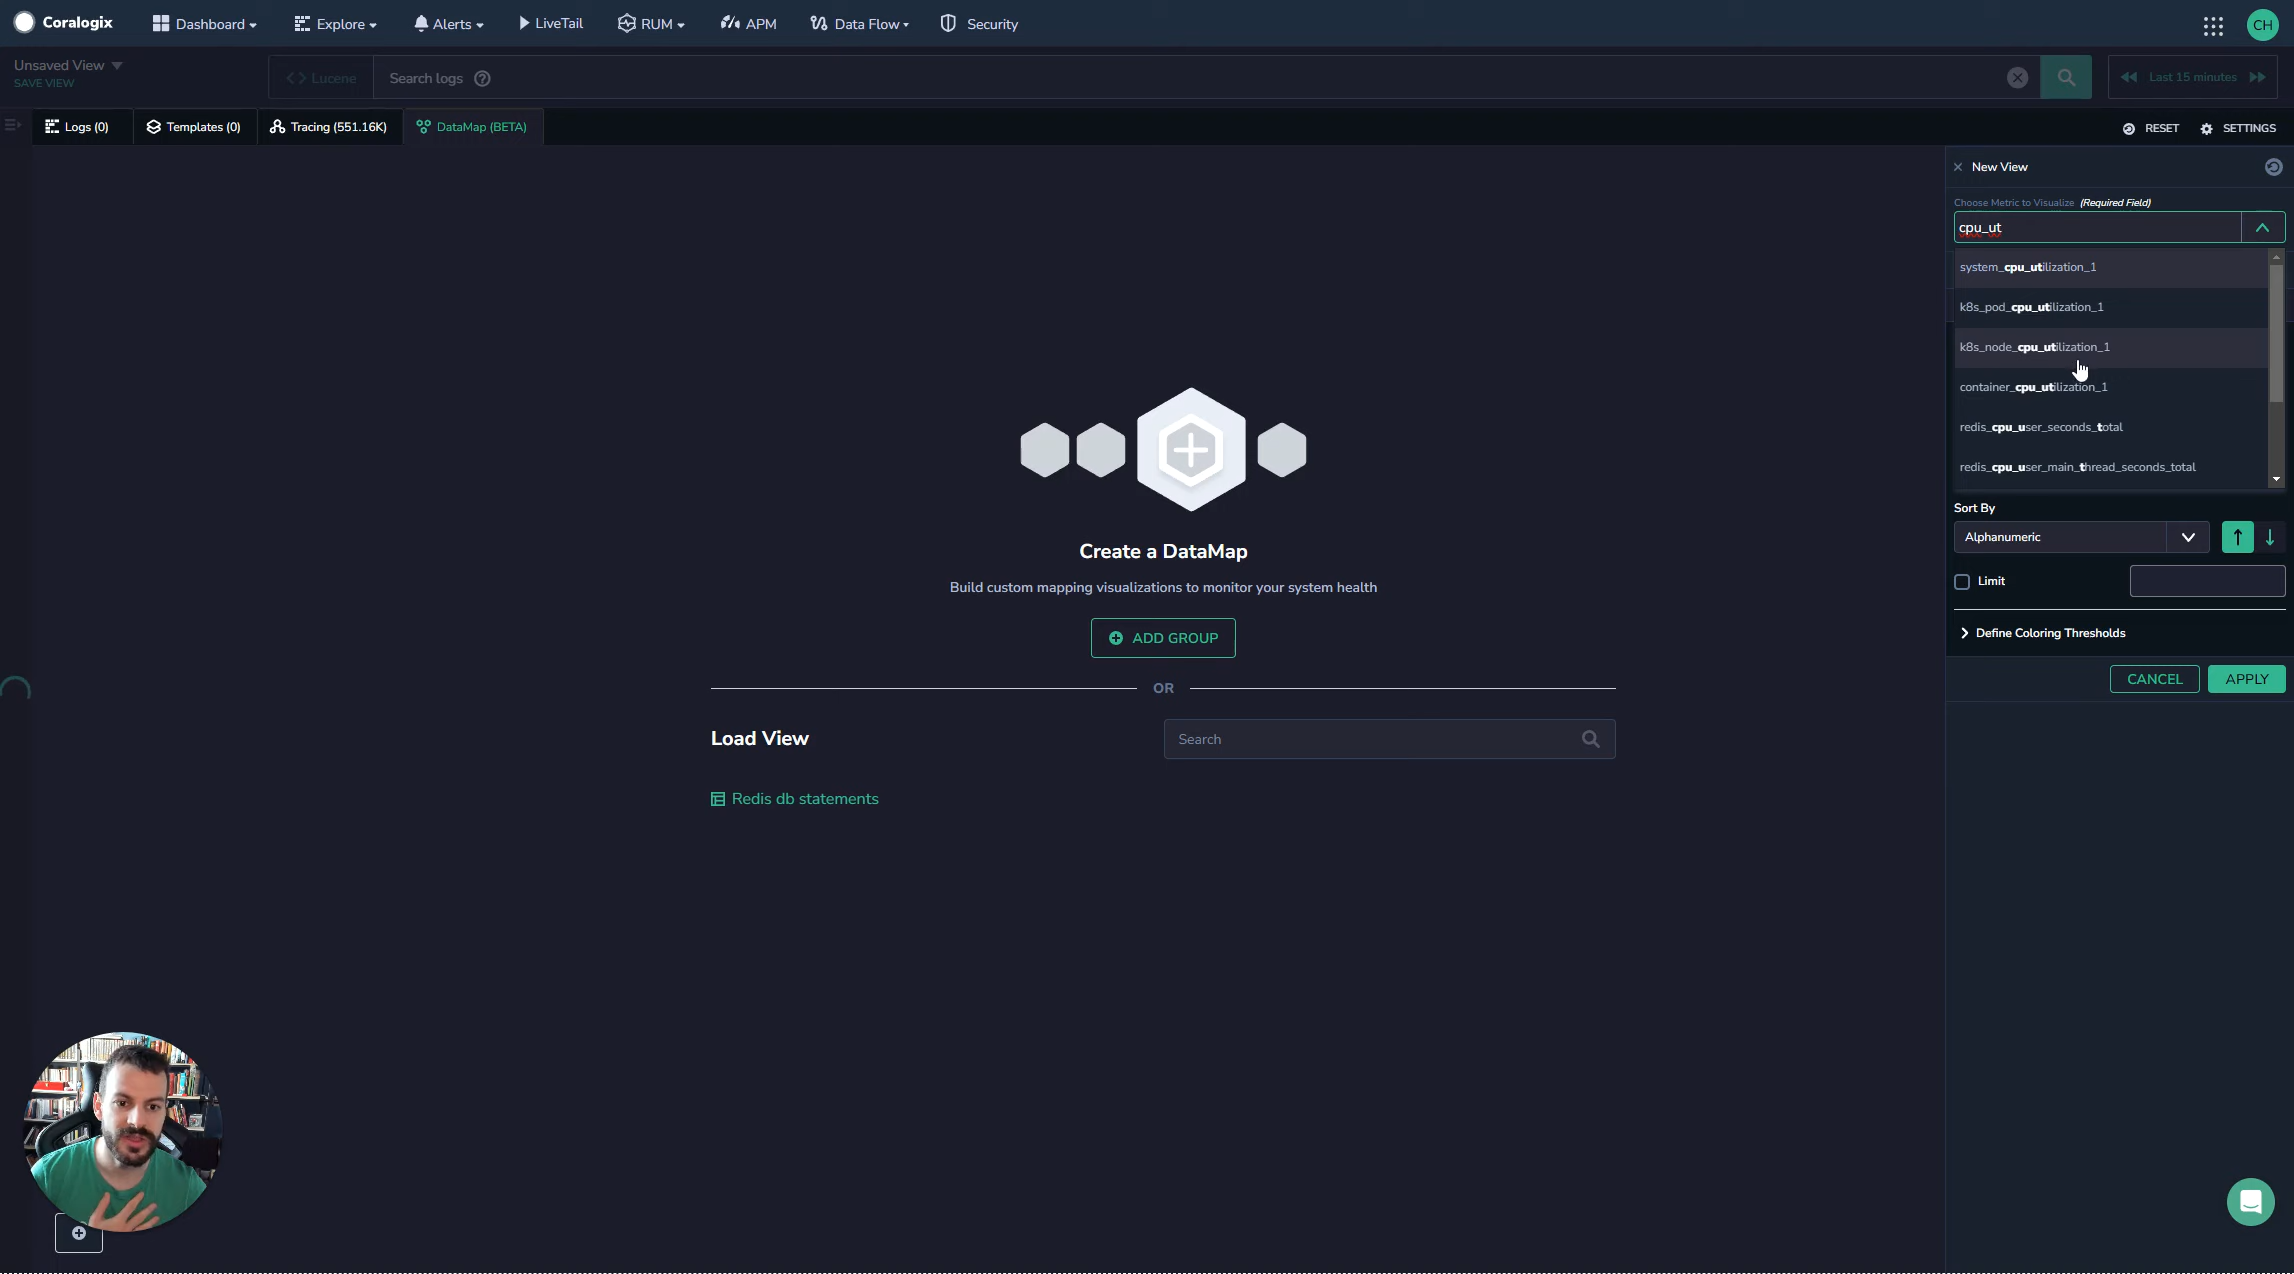 Coralogix
Dashboard
Explore
Alerts
LiveTail
RUM
APM
Data Flow
Security
CH
Unsaved View
SAVE VIEW
<> Lucene
Search logs
Last 15 minutes
Logs (0)
Templates (0)
Tracing (551.16K)
DataMap (BETA)
RESET
SETTINGS
New View
Choose Metric to Visualize (Required Field)
cpu_ut
system_cpu_utilization_1
k8s_pod_cpu_utilization_1
k8s_node_cpu_utilization_1
container_cpu_utilization_1
redis_cpu_user_seconds_total
redis_cpu_user_main_thread_seconds_total
Sort By
Alphanumeric
Limit
Define Coloring Thresholds
CANCEL
APPLY
Create a DataMap
Build custom mapping visualizations to monitor your system health
ADD GROUP
OR
Load View
Search
Redis db statements